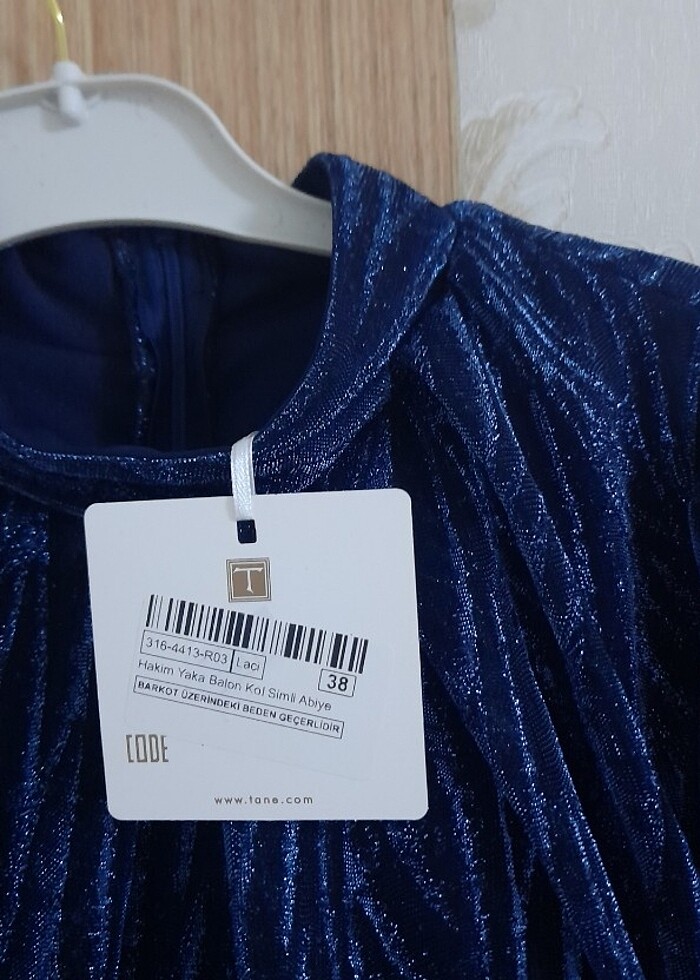 T
316-4413-R03 Laci
38
Hakim Yaka Balon Kol Simli Abiye
BARKOT ÜZERİNDEKİ BEDEN GEÇERLİDİR
CODE
www.tane.com